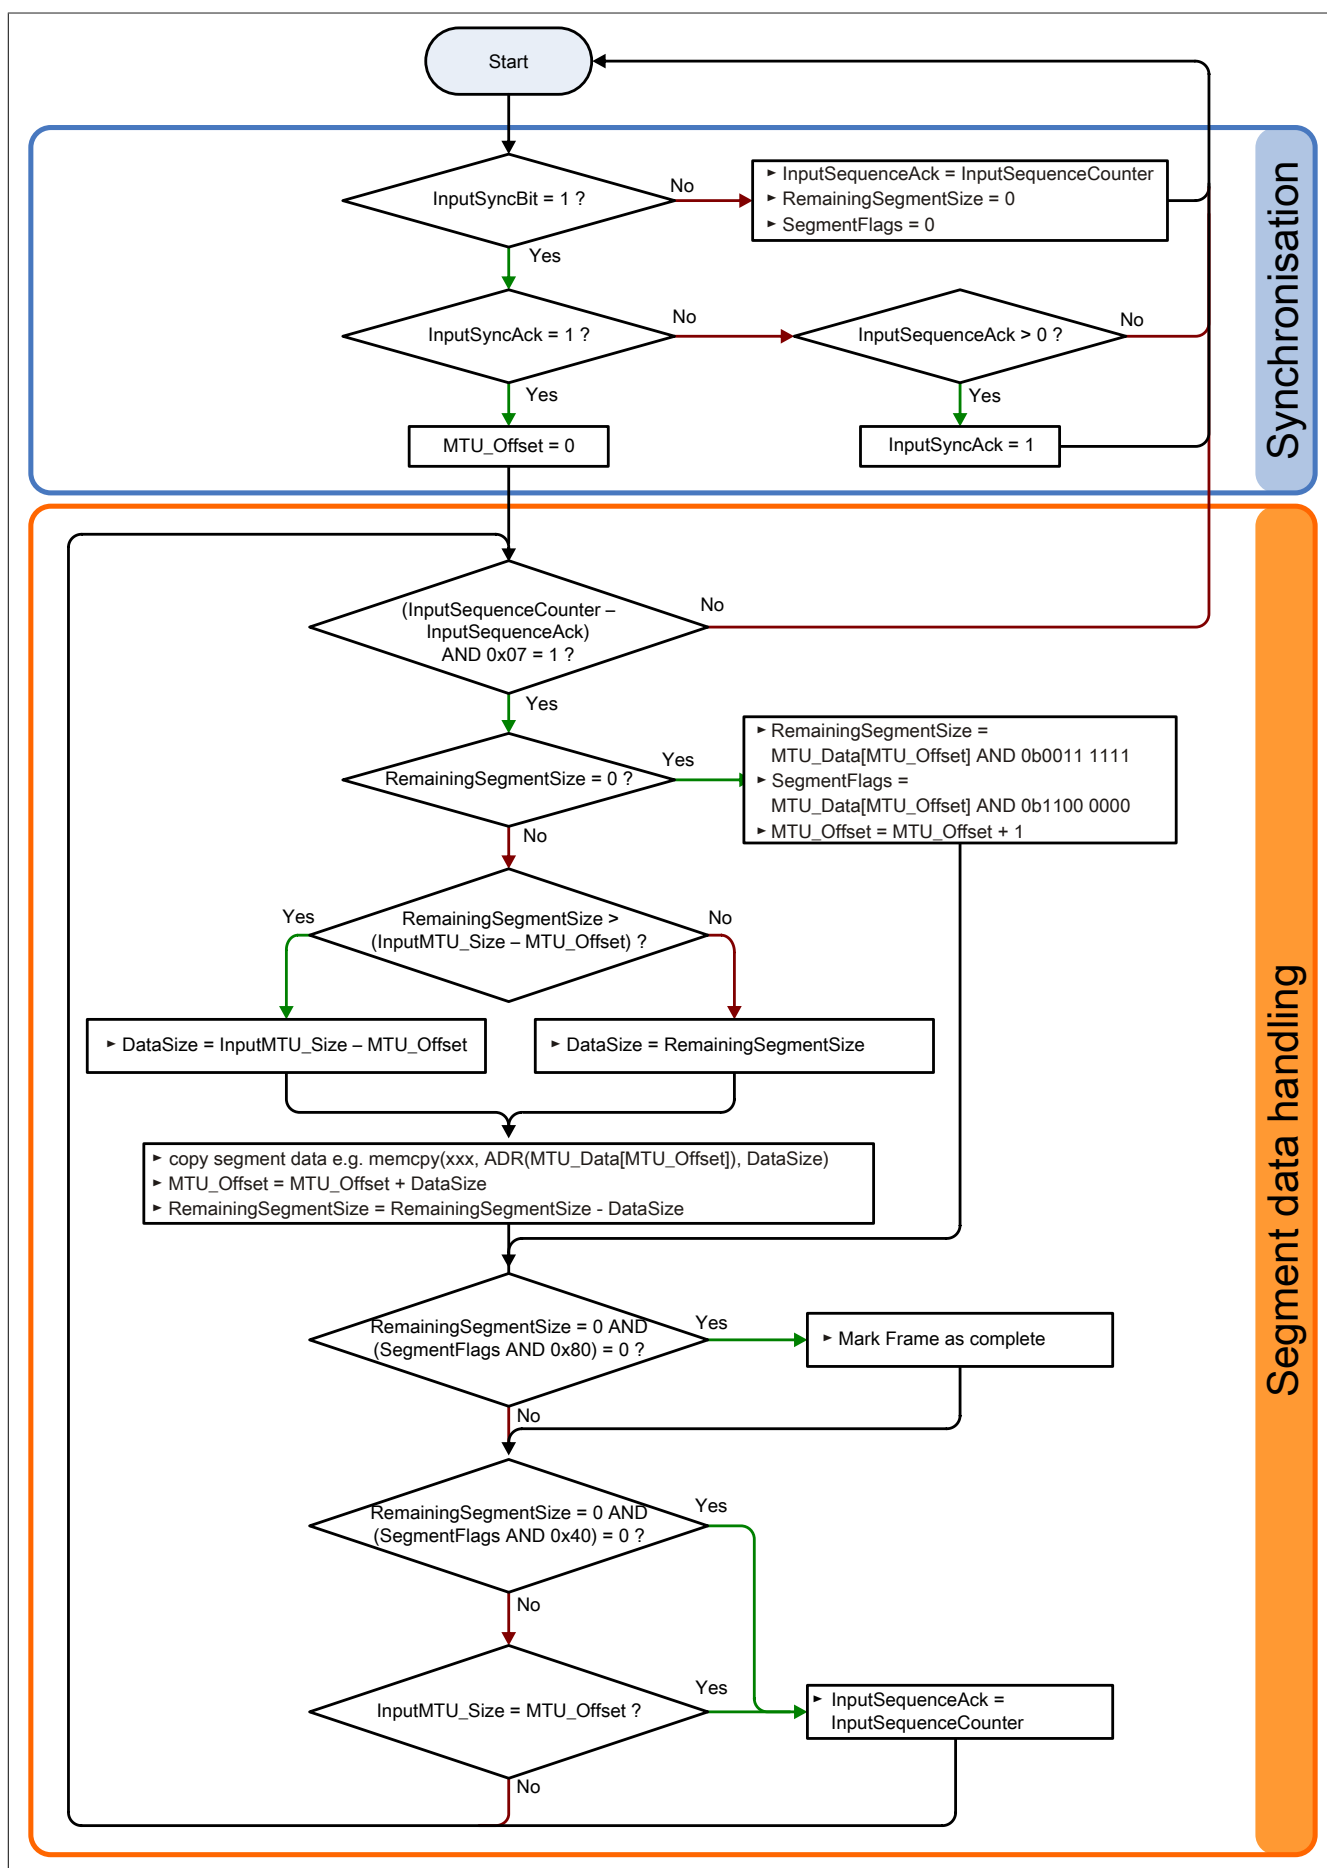 Start
InputSyncBit = 1 ?
No
► InputSequenceAck = InputSequenceCounter
► RemainingSegmentSize = 0
► SegmentFlags = 0
Yes
InputSyncAck = 1 ?
No
InputSequenceAck > 0 ?
No
Yes
Yes
MTU_Offset = 0
InputSyncAck = 1
Synchronisation
(InputSequenceCounter –
InputSequenceAck)
AND 0x07 = 1 ?
No
Yes
RemainingSegmentSize = 0 ?
Yes
► RemainingSegmentSize =
MTU_Data[MTU_Offset] AND 0b0011 1111
► SegmentFlags =
MTU_Data[MTU_Offset] AND 0b1100 0000
► MTU_Offset = MTU_Offset + 1
No
RemainingSegmentSize >
(InputMTU_Size – MTU_Offset) ?
Yes
No
► DataSize = InputMTU_Size – MTU_Offset
► DataSize = RemainingSegmentSize
► copy segment data e.g. memcpy(xxx, ADR(MTU_Data[MTU_Offset]), DataSize)
► MTU_Offset = MTU_Offset + DataSize
► RemainingSegmentSize = RemainingSegmentSize - DataSize
RemainingSegmentSize = 0 AND
(SegmentFlags AND 0x80) = 0 ?
Yes
► Mark Frame as complete
No
RemainingSegmentSize = 0 AND
(SegmentFlags AND 0x40) = 0 ?
Yes
No
InputMTU_Size = MTU_Offset ?
Yes
► InputSequenceAck =
InputSequenceCounter
No
Segment data handling